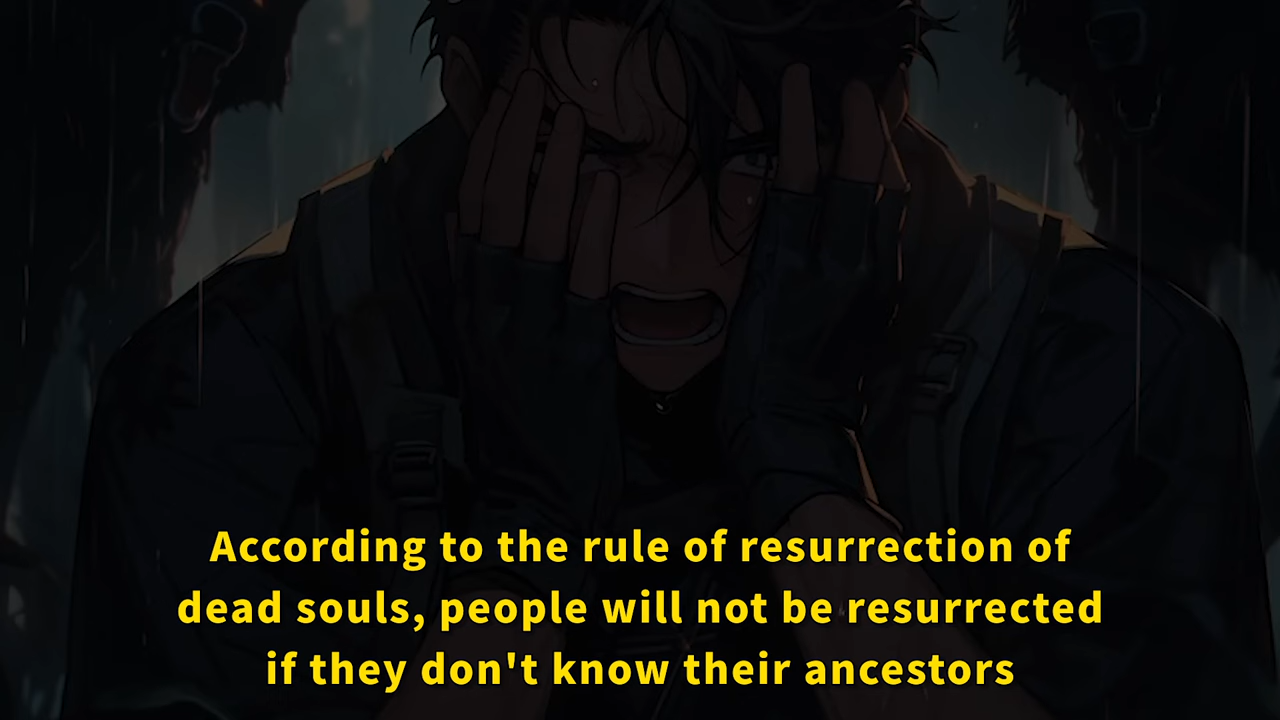 According to the rule of resurrection of
dead souls, people will not be resurrected
if they don't know their ancestors